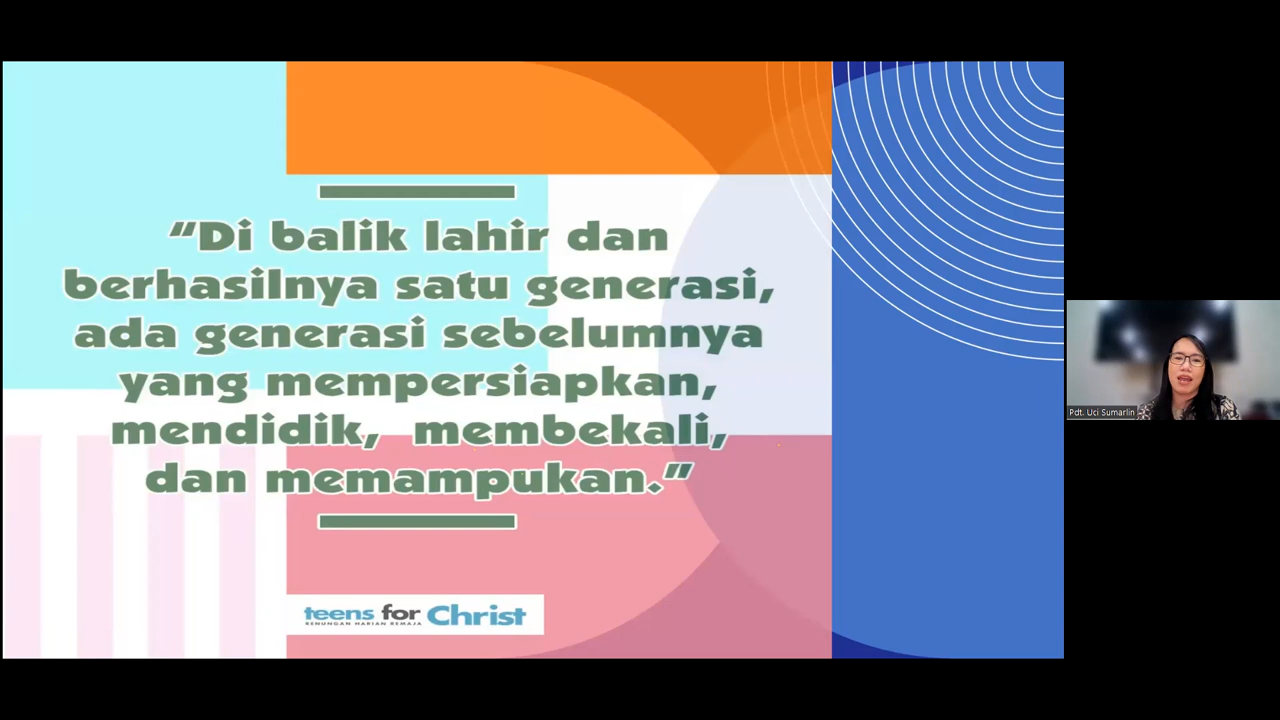 “Di balik lahir dan
berhasilnya satu generasi,
ada generasi sebelumnya
yang mempersiapkan,
mendidik, membekali,
dan memampukan.”
teens for Christ
RENUNGAN HARIAN REMAJA
Pdt. Uci Sumarlin